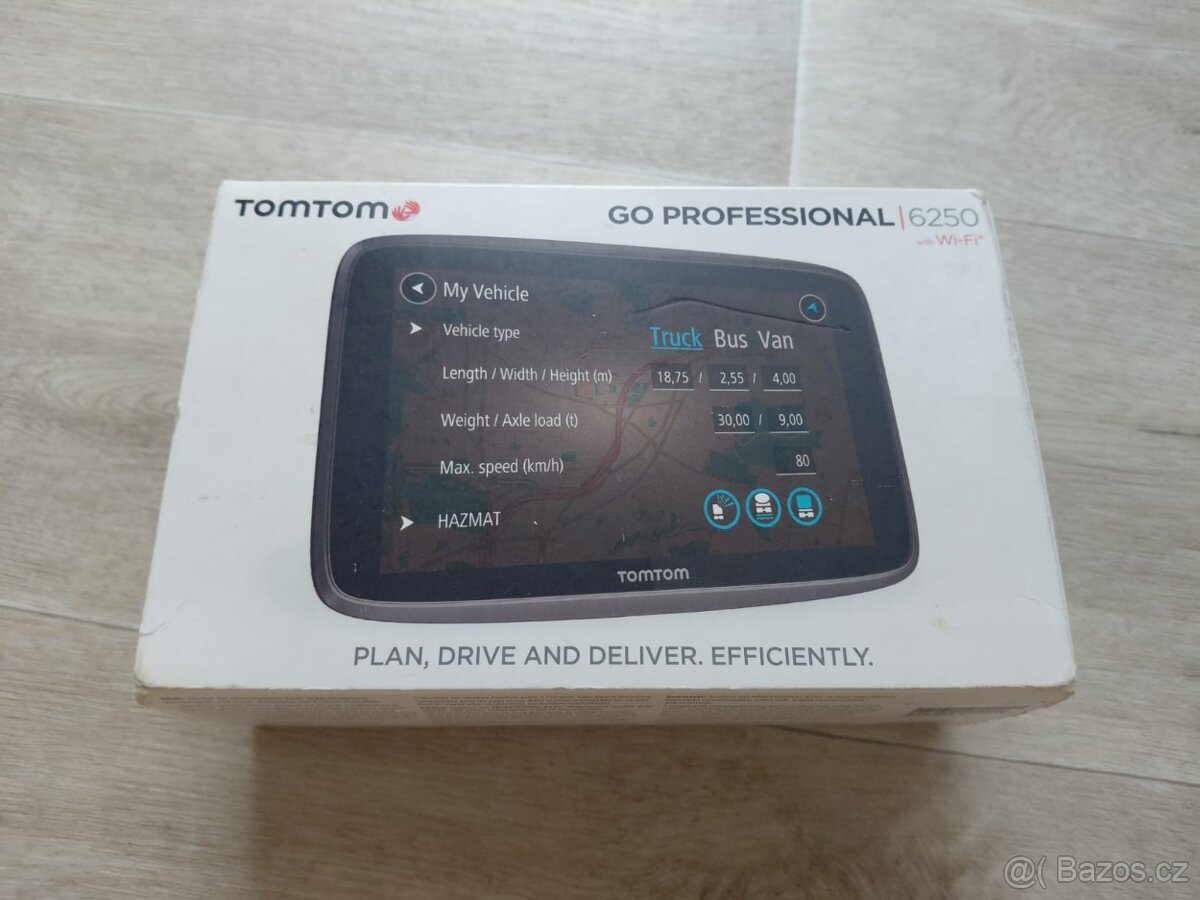 TOMTOM
GO PROFESSIONAL | 6250
with Wi-Fi®
My Vehicle
Vehicle type Truck Bus Van
Length / Width / Height (m) 18,75 / 2,55 / 4,00
Weight / Axle load (t) 30,00 / 9,00
Max. speed (km/h) 80
HAZMAT
TOMTOM
PLAN, DRIVE AND DELIVER. EFFICIENTLY.
@( Bazos.cz